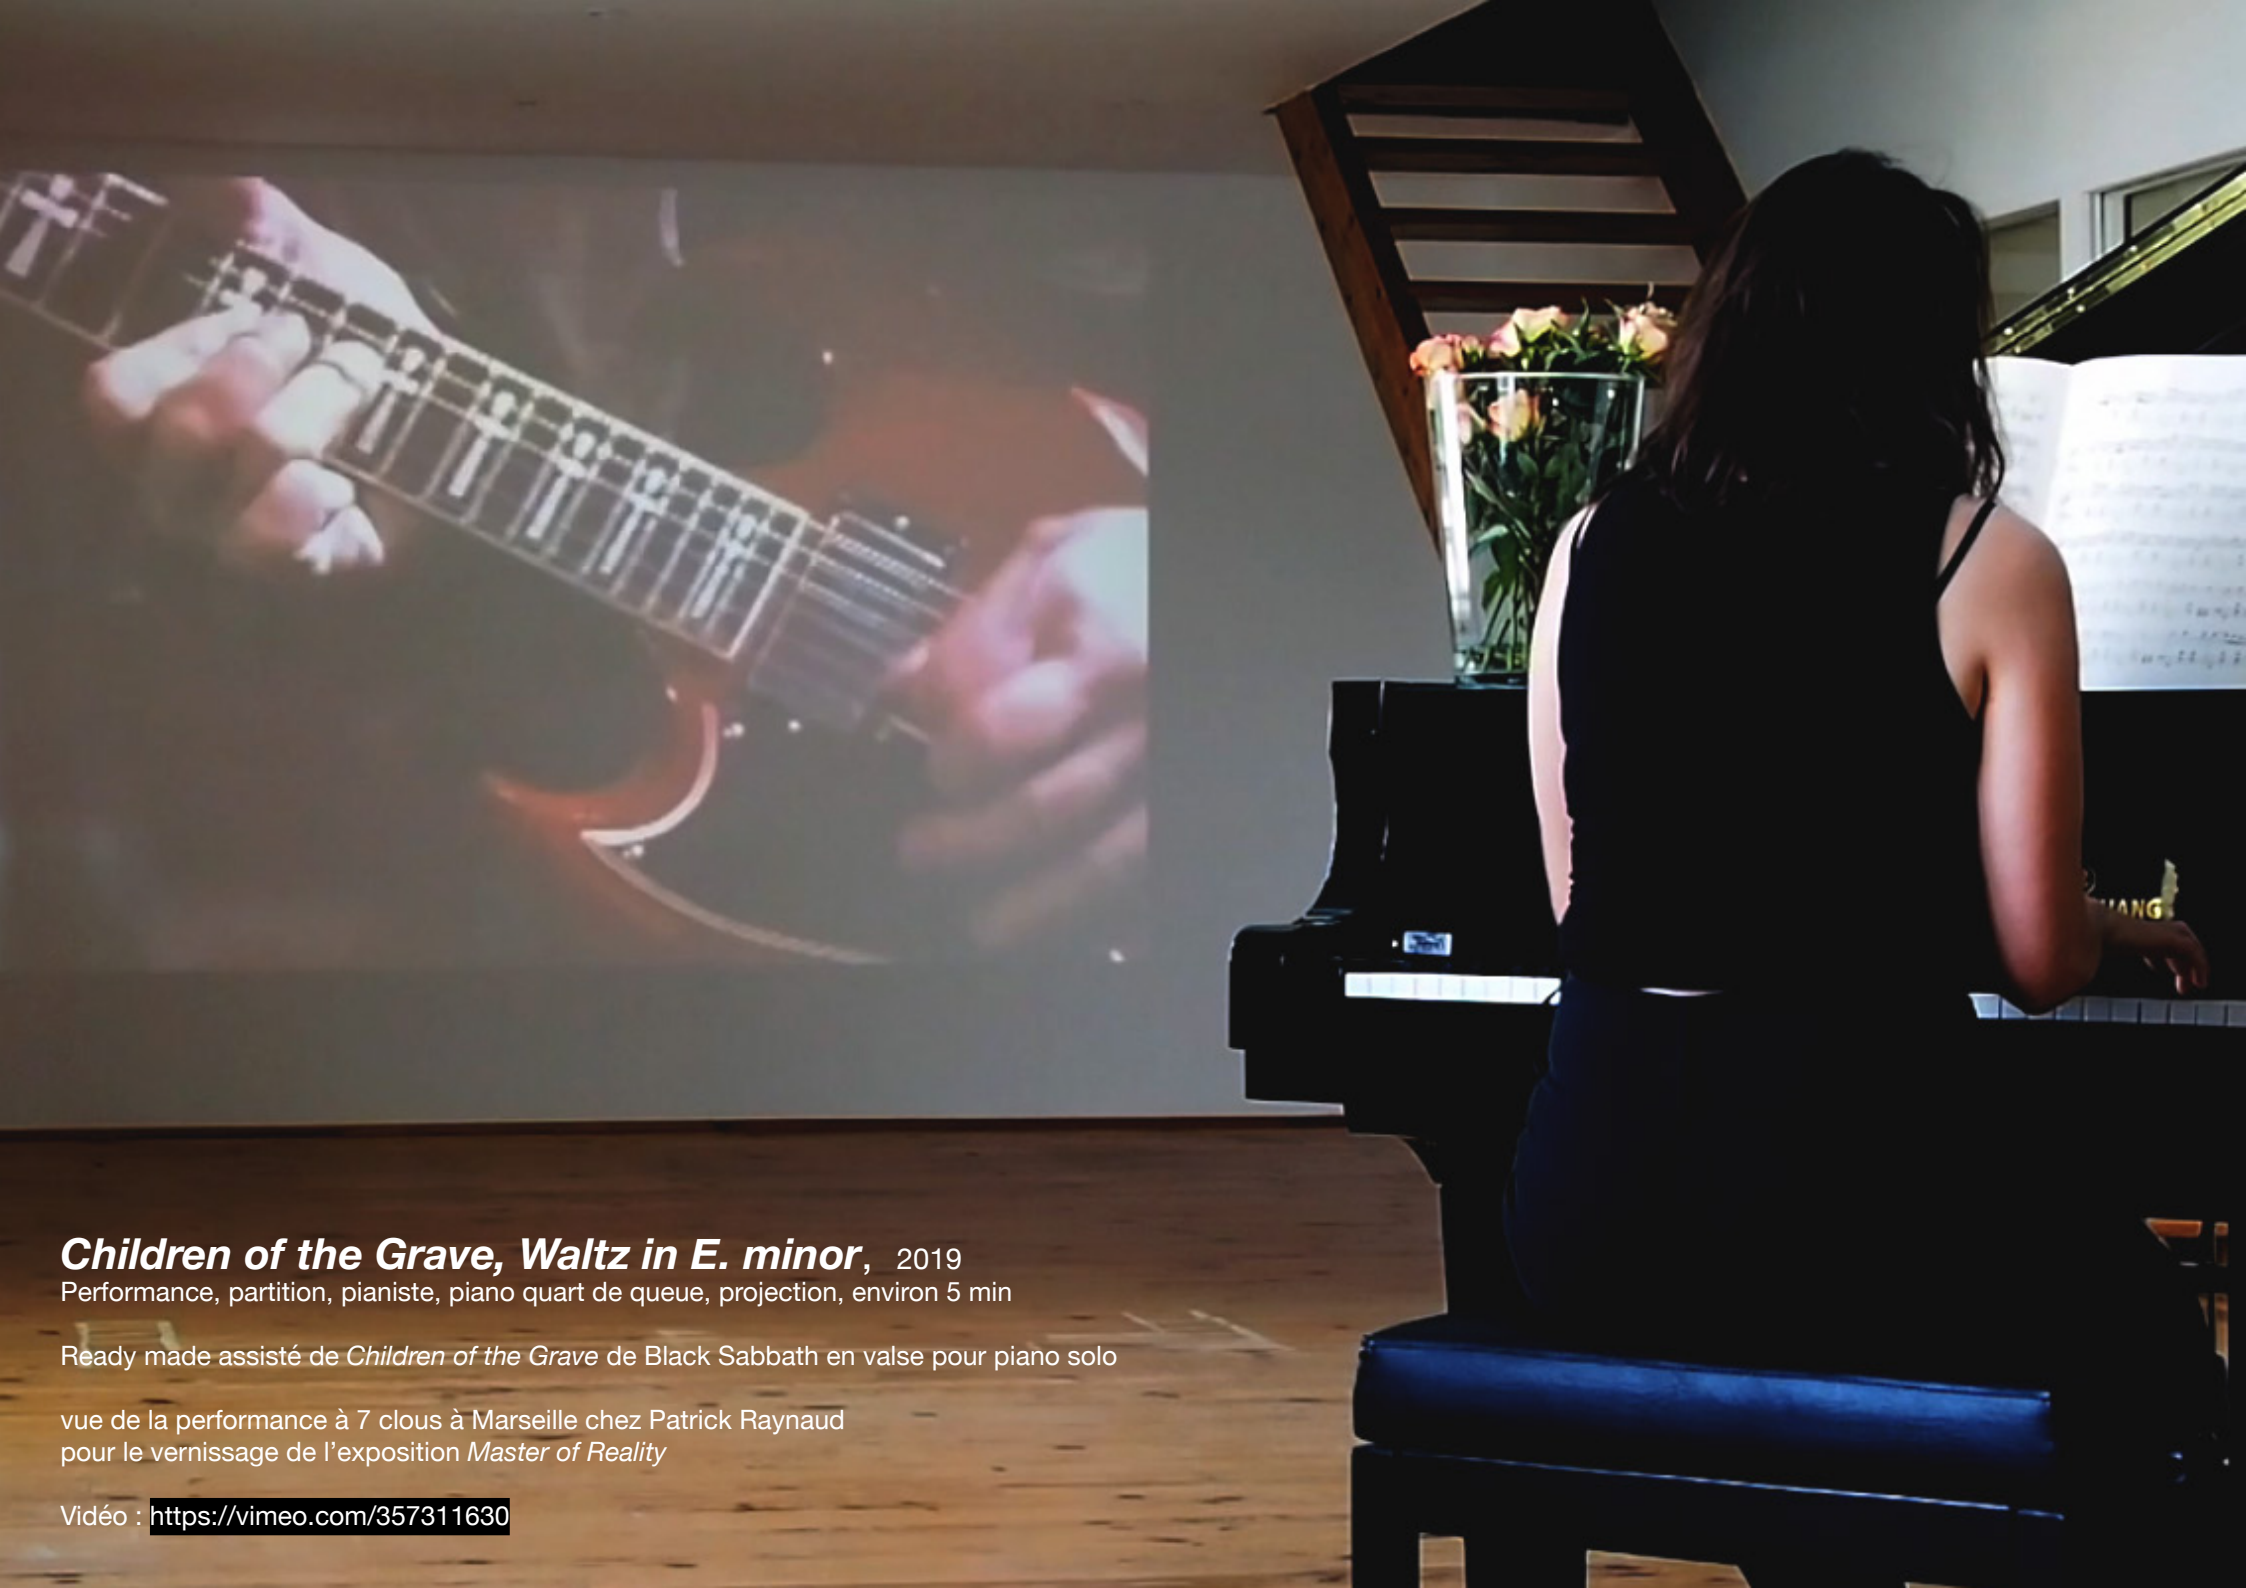 Children of the Grave, Waltz in E. minor, 2019
Performance, partition, pianiste, piano quart de queue, projection, environ 5 min
Ready made assisté de Children of the Grave de Black Sabbath en valse pour piano solo
vue de la performance à 7 clous à Marseille chez Patrick Raynaud
pour le vernissage de l'exposition Master of Reality
Vidéo : https://vimeo.com/357311630